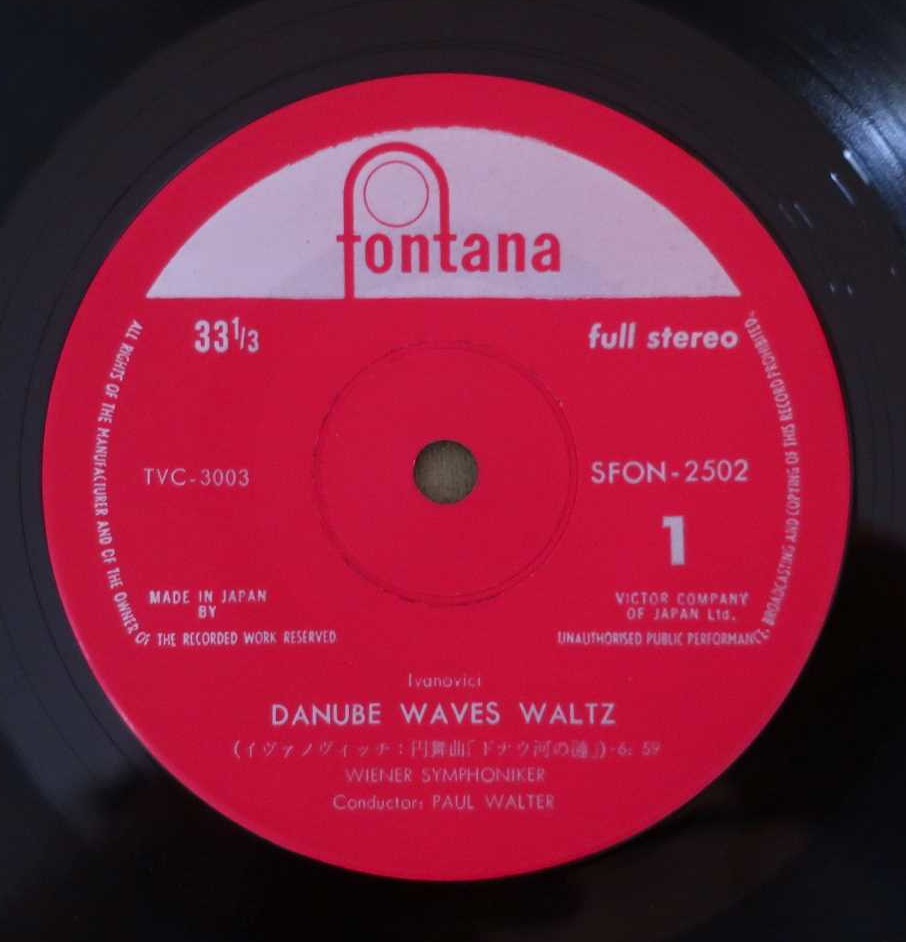 fontana
33 1/3
full stereo
TVC-3003
SFON-2502
1
MADE IN JAPAN
BY
VICTOR COMPANY
OF JAPAN Ltd.
ALL RIGHTS OF THE MANUFACTURER AND OF THE OWNER OF THE RECORDED WORK RESERVED
UNAUTHORISED PUBLIC PERFORMANCE, BROADCASTING AND COPYING OF THIS RECORD PROHIBITED.
Ivanovici
DANUBE WAVES WALTZ
(イヴァノヴィッチ:円舞曲「ドナウ河の漣」)-6:59
WIENER SYMPHONIKER
Conductor: PAUL WALTER